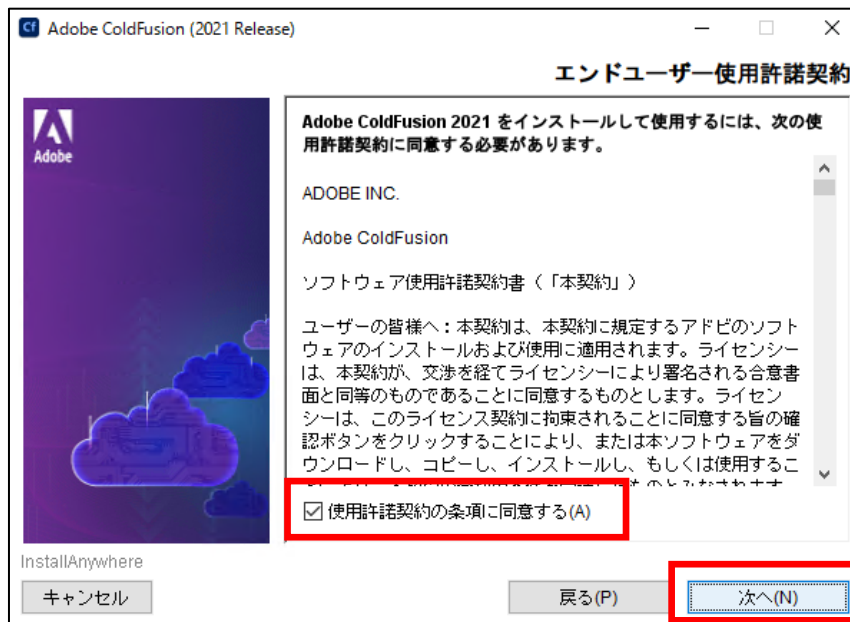 Adobe ColdFusion (2021 Release)
エンドユーザー使用許諾契約
Adobe
Adobe ColdFusion 2021 をインストールして使用するには、次の使
用許諾契約に同意する必要があります。
ADOBE INC.
Adobe ColdFusion
ソフトウェア使用許諾契約書（「本契約」）
ユーザーの皆様へ：本契約は、本契約に規定するアドビのソフト
ウェアのインストールおよび使用に適用されます。ライセンシー
は、本契約が、交渉を経てライセンシーにより署名される合意書
面と同等のものであることに同意するものとします。ライセン
シーは、このライセンス契約に拘束されることに同意する旨の確
認ボタンをクリックすることにより、または本ソフトウェアをダ
ウンロードし、コピーし、インストールし、もしくは使用するこ
使用許諾契約の条項に同意する(A)
InstallAnywhere
キャンセル
戻る(P)
次へ(N)